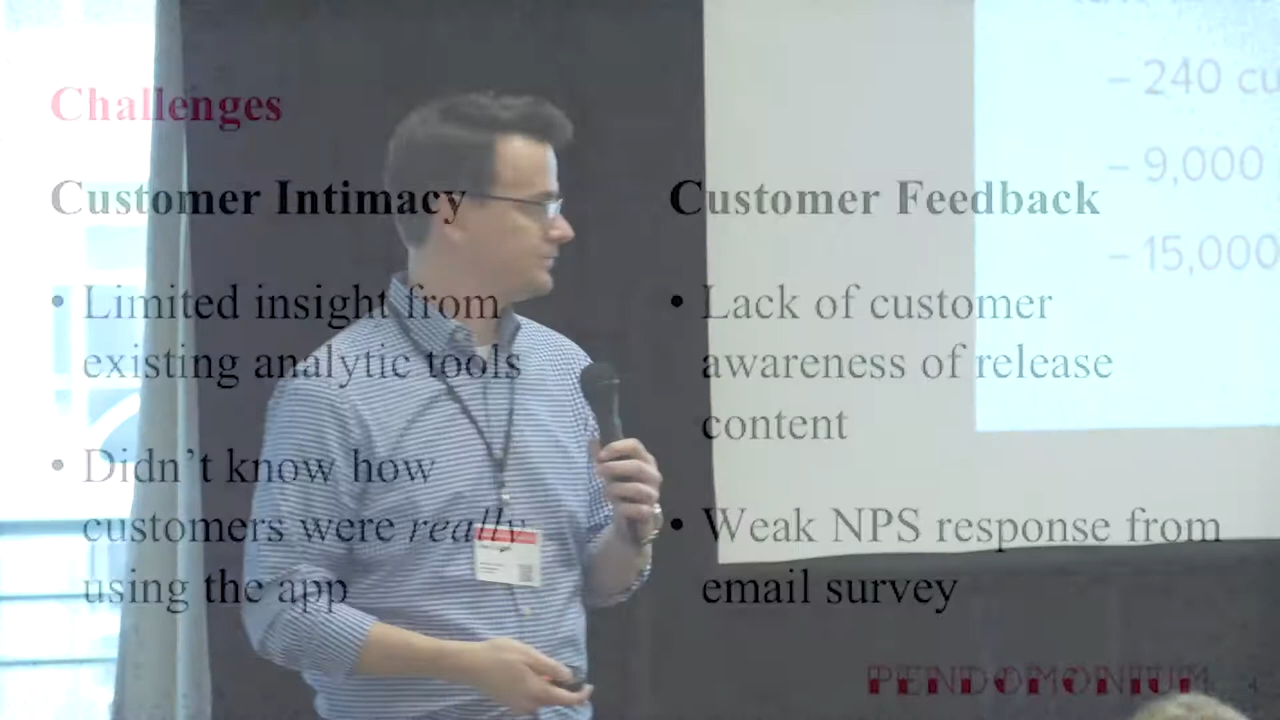 Challenges
Customer Intimacy
• Limited insight from
existing analytic tools
• Didn’t know how
customers were really
using the app
Customer Feedback
• Lack of customer
awareness of release
content
• Weak NPS response from
email survey
– 240 cu
– 9,000
– 15,000
PENDOMONIUM
4